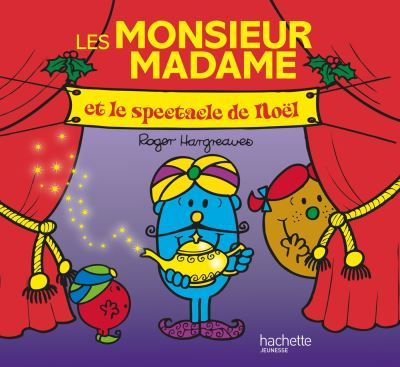 LES MONSIEUR
MADAME
et le spectacle de Noël
Roger Hargreaves
hachette
JEUNESSE